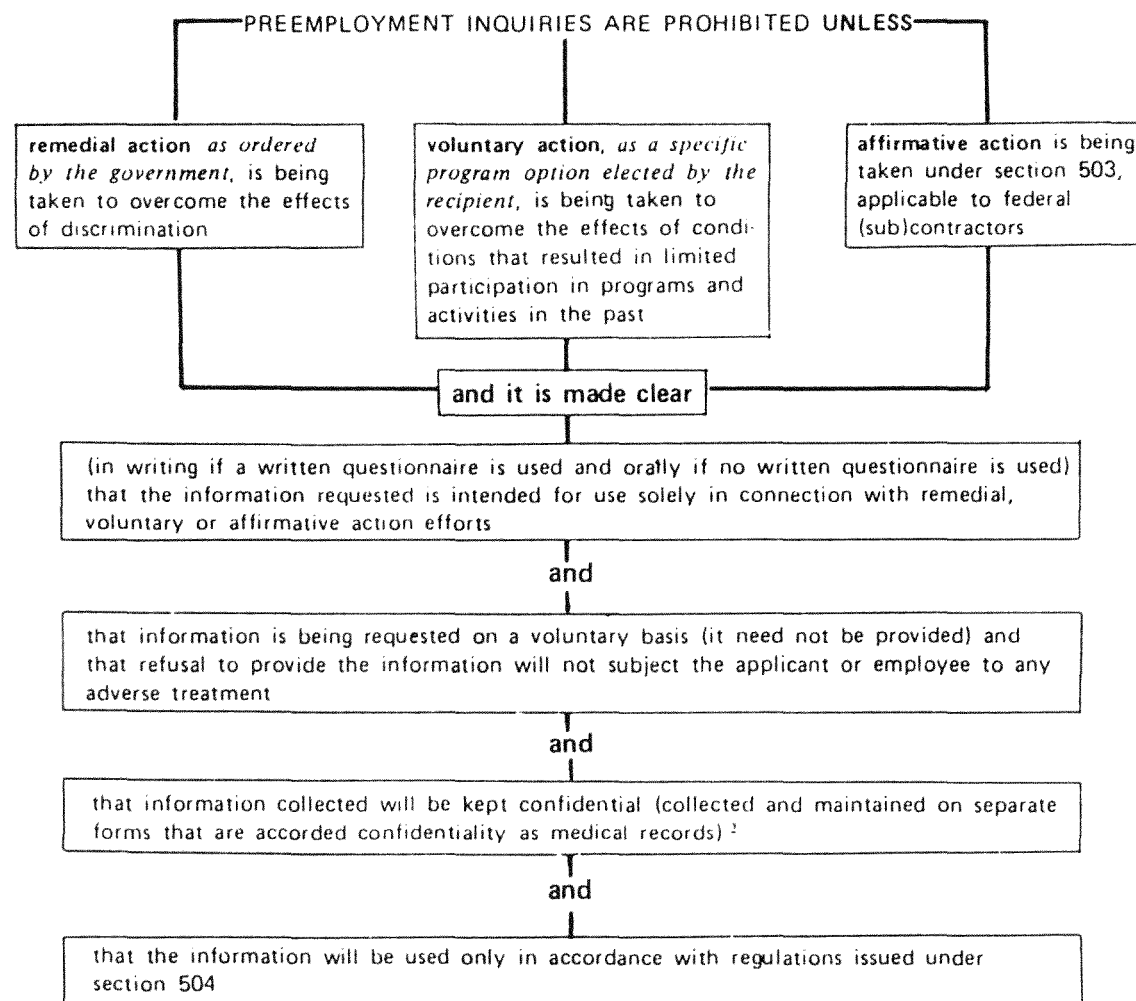 PREEMPLOYMENT INQUIRIES ARE PROHIBITED UNLESS
remedial action as ordered
by the government, is being
taken to overcome the effects
of discrimination
voluntary action, as a specific
program option elected by the
recipient, is being taken to
overcome the effects of condi-
tions that resulted in limited
participation in programs and
activities in the past
affirmative action is being
taken under section 503,
applicable to federal
(sub)contractors
and it is made clear
(in writing if a written questionnaire is used and orally if no written questionnaire is used)
that the information requested is intended for use solely in connection with remedial,
voluntary or affirmative action efforts
and
that information is being requested on a voluntary basis (it need not be provided) and
that refusal to provide the information will not subject the applicant or employee to any
adverse treatment
and
that information collected will be kept confidential (collected and maintained on separate
forms that are accorded confidentiality as medical records)
and
that the information will be used only in accordance with regulations issued under
section 504